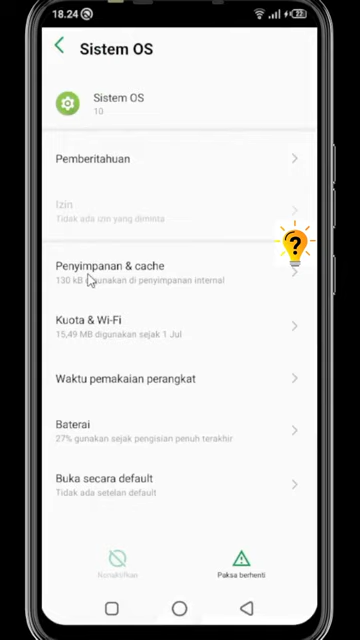 18.24
23
Sistem OS
Sistem OS
10
Pemberitahuan
Izin
Tidak ada izin yang diminta
?
Penyimpanan & cache
130 kB digunakan di penyimpanan internal
Kuota & Wi-Fi
15,49 MB digunakan sejak 1 Jul
Waktu pemakaian perangkat
Baterai
27% gunakan sejak pengisian penuh terakhir
Buka secara default
Tidak ada setelan default
Nonaktifkan
Paksa berhenti